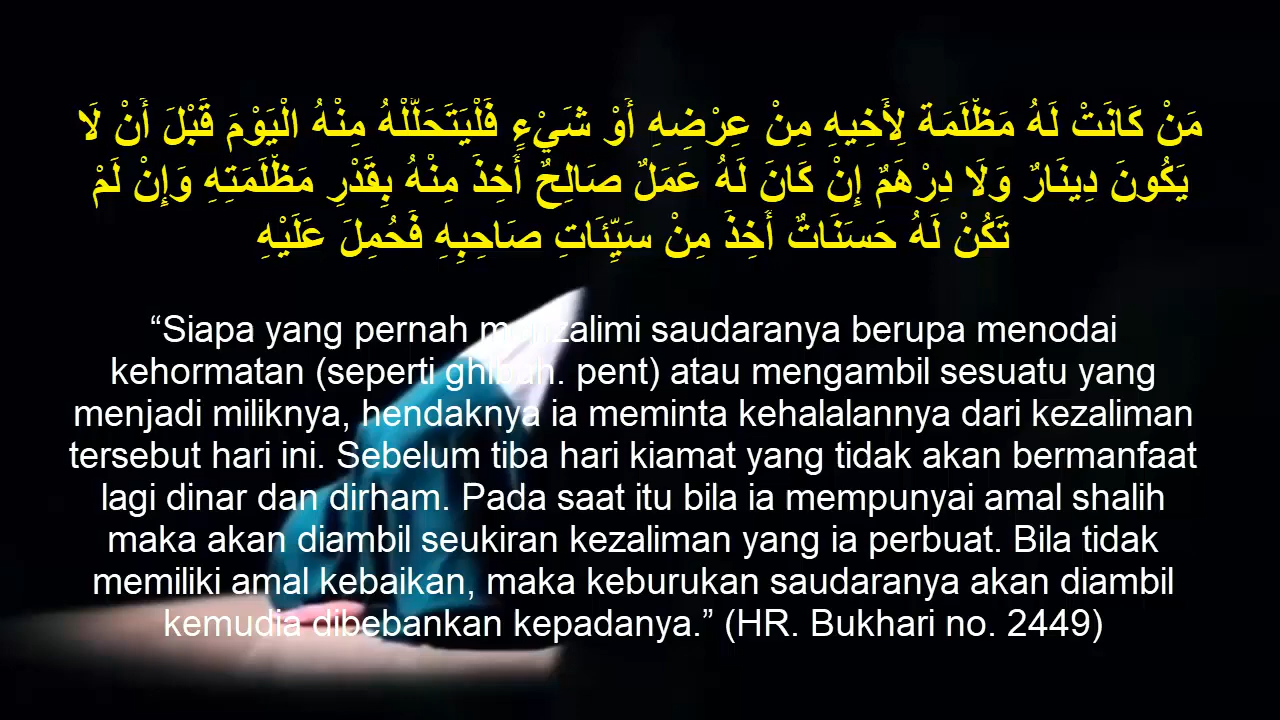 مَنْ كَانَتْ لَهُ مَظْلَمَة لِأَخِيهِ مِنْ عِرْضِهِ أَوْ شَيْءٍ فَلْيَتَحَلَّلْهُ مِنْهُ الْيَوْمَ قَبْلَ أَنْ لَا
يَكُونَ دِينَارٌ وَلَا دِرْهَمٌ إِنْ كَانَ لَهُ عَمَلٌ صَالِحٌ أُخِذَ مِنْهُ بِقَدْرِ مَظْلَمَتِهِ وَإِنْ لَمْ
تَكُنْ لَهُ حَسَنَاتٌ أُخِذَ مِنْ سَيِّئَاتِ صَاحِبِهِ فَحُمِلَ عَلَيْهِ
“Siapa yang pernah menzalimi saudaranya berupa menodai
kehormatan (seperti ghibah. pent) atau mengambil sesuatu yang
menjadi miliknya, hendaknya ia meminta kehalalannya dari kezaliman
tersebut hari ini. Sebelum tiba hari kiamat yang tidak akan bermanfaat
lagi dinar dan dirham. Pada saat itu bila ia mempunyai amal shalih
maka akan diambil seukiran kezaliman yang ia perbuat. Bila tidak
memiliki amal kebaikan, maka keburukan saudaranya akan diambil
kemudia dibebankan kepadanya.” (HR. Bukhari no. 2449)